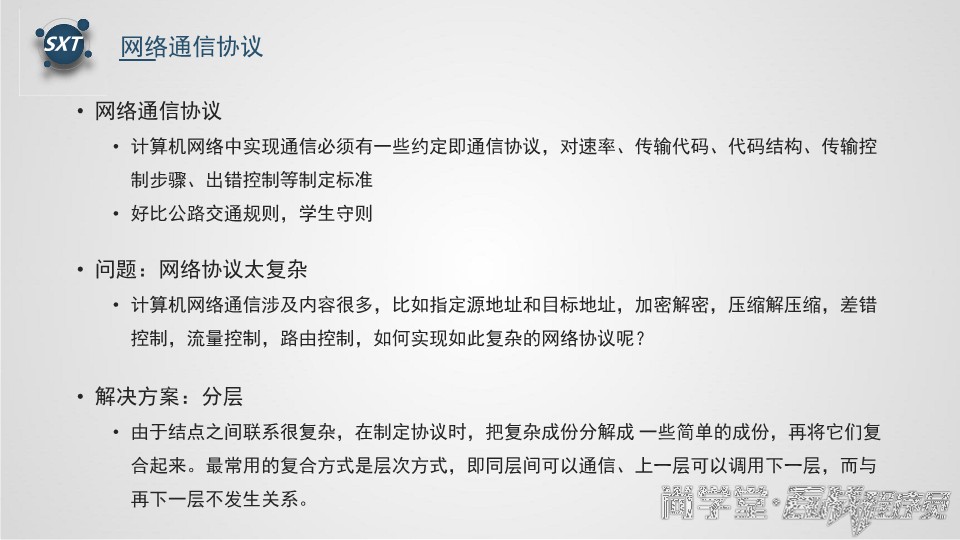 SXT
网络通信协议
• 网络通信协议
• 计算机网络中实现通信必须有一些约定即通信协议，对速率、传输代码、代码结构、传输控
制步骤、出错控制等制定标准
• 好比公路交通规则，学生守则
• 问题：网络协议太复杂
• 计算机网络通信涉及内容很多，比如指定源地址和目标地址，加密解密，压缩解压缩，差错
控制，流量控制，路由控制，如何实现如此复杂的网络协议呢？
• 解决方案：分层
• 由于结点之间联系很复杂，在制定协议时，把复杂成份分解成 一些简单的成份，再将它们复
合起来。最常用的复合方式是层次方式，即同层间可以通信、上一层可以调用下一层，而与
再下一层不发生关系。
尚学堂·